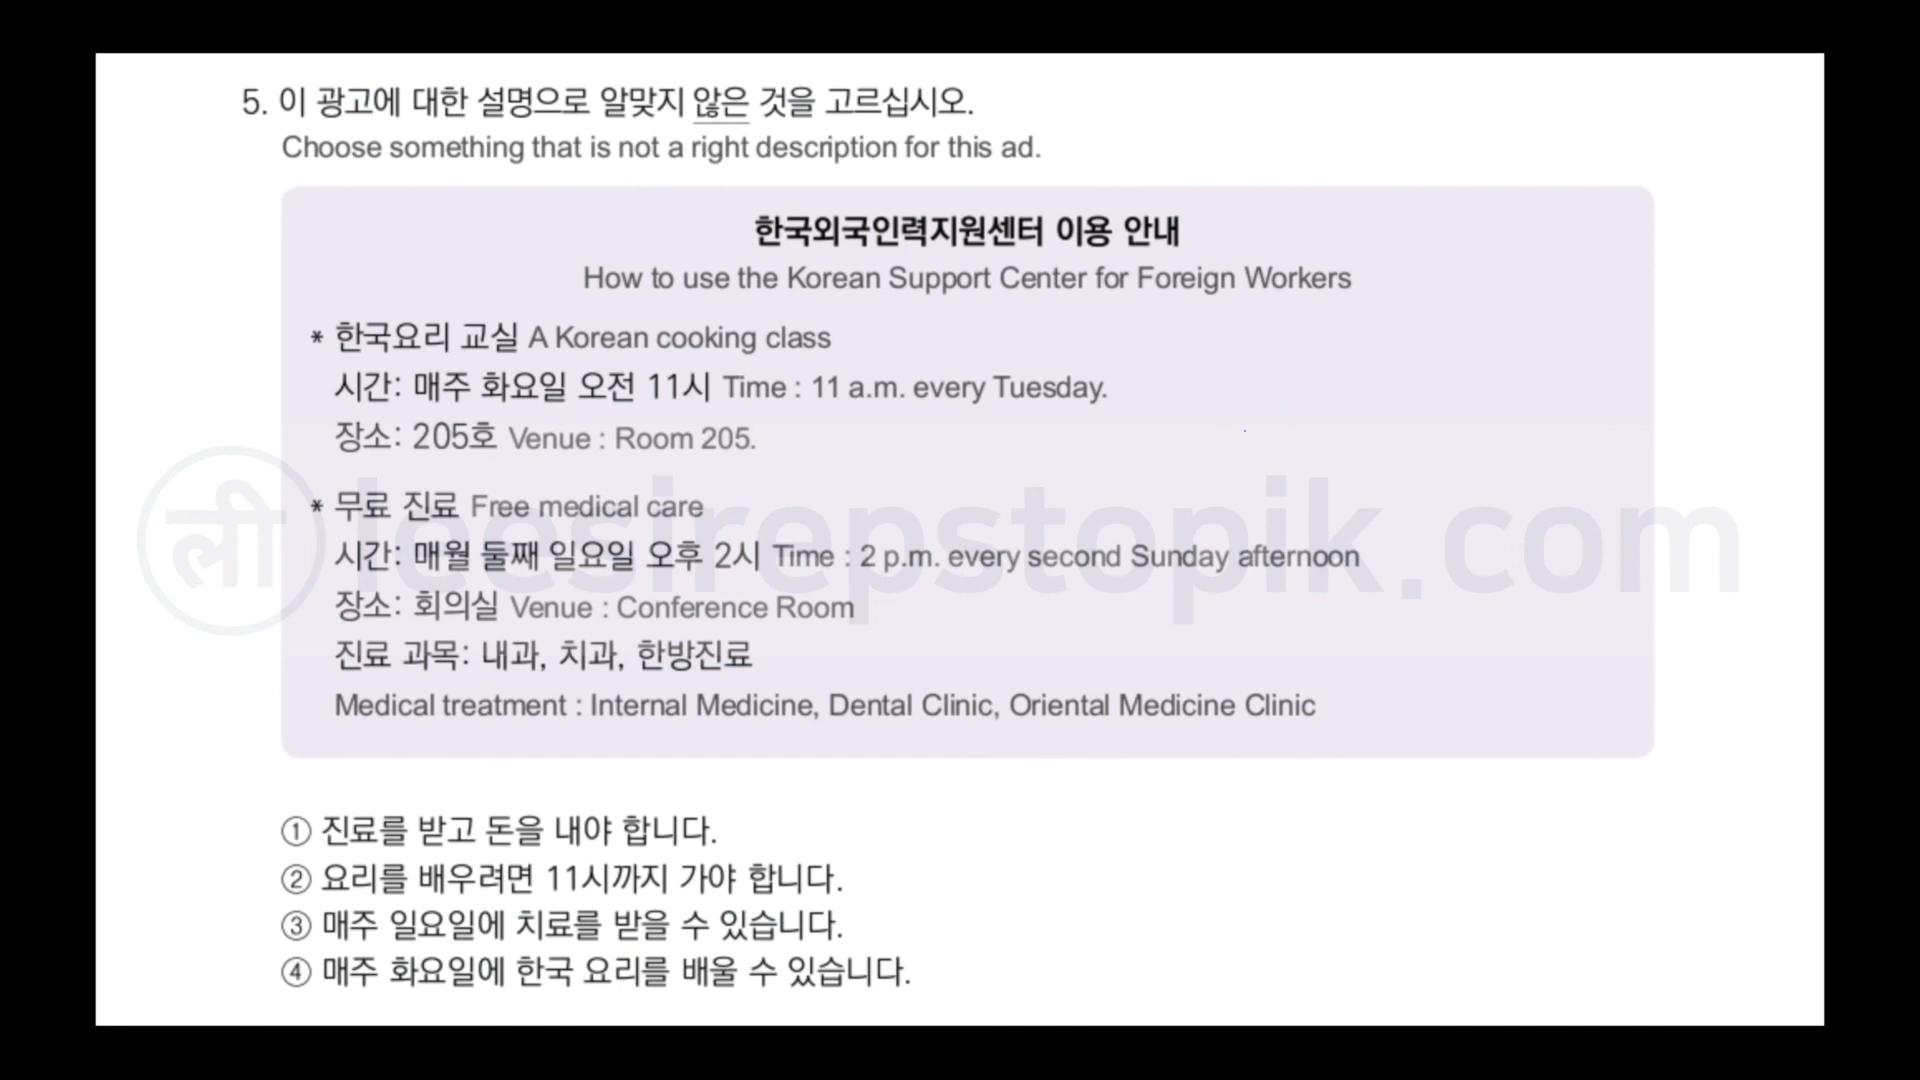 5. 이 광고에 대한 설명으로 알맞지 않은 것을 고르십시오.
Choose something that is not a right description for this ad.
한국외국인력지원센터 이용 안내
How to use the Korean Support Center for Foreign Workers
* 한국요리 교실 A Korean cooking class
시간: 매주 화요일 오전 11시 Time : 11 a.m. every Tuesday.
장소: 205호 Venue : Room 205.
* 무료 진료 Free medical care
시간: 매월 둘째 일요일 오후 2시 Time : 2 p.m. every second Sunday afternoon
장소: 회의실 Venue : Conference Room
진료 과목: 내과, 치과, 한방진료
Medical treatment : Internal Medicine, Dental Clinic, Oriental Medicine Clinic
① 진료를 받고 돈을 내야 합니다.
② 요리를 배우려면 11시까지 가야 합니다.
③ 매주 일요일에 치료를 받을 수 있습니다.
④ 매주 화요일에 한국 요리를 배울 수 있습니다.
ली leesirepstopik.com